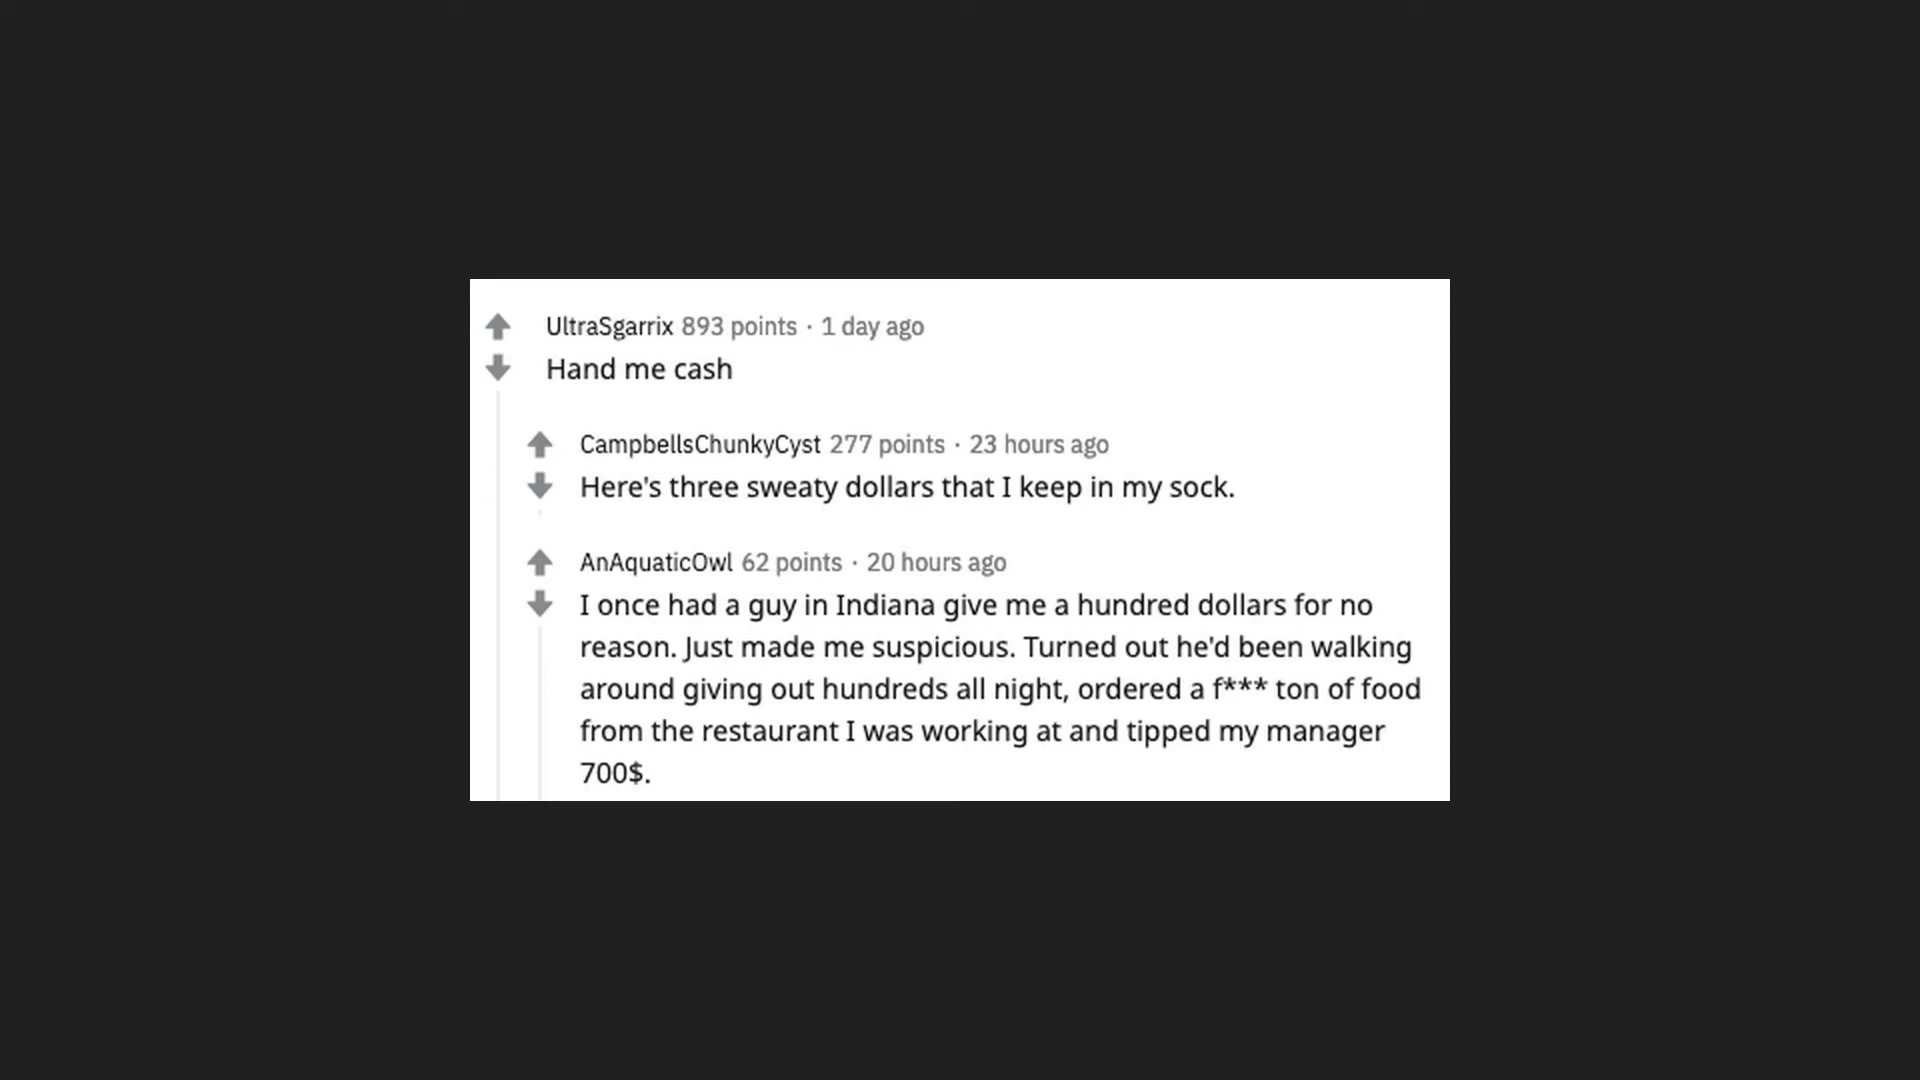 UltraSgarrix 893 points · 1 day ago
Hand me cash
CampbellsChunkyCyst 277 points · 23 hours ago
Here's three sweaty dollars that I keep in my sock.
AnAquaticOwl 62 points · 20 hours ago
I once had a guy in Indiana give me a hundred dollars for no
reason. Just made me suspicious. Turned out he'd been walking
around giving out hundreds all night, ordered a f*** ton of food
from the restaurant I was working at and tipped my manager
700$.